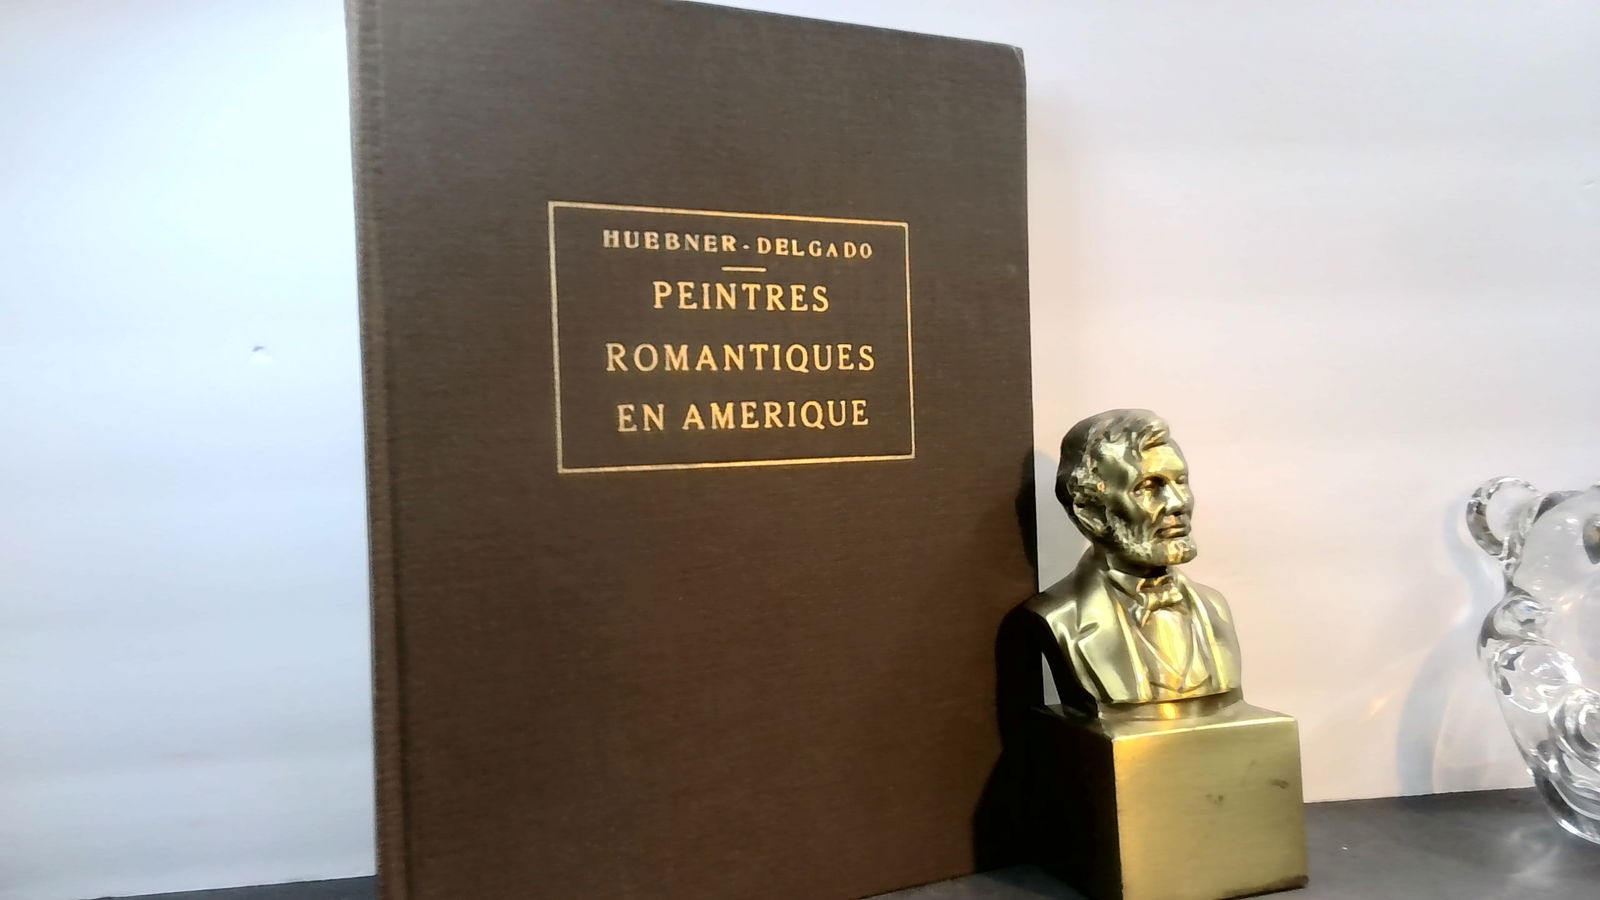 HUEBNER-DELGADO
PEINTRES
ROMANTIQUES
EN AMERIQUE